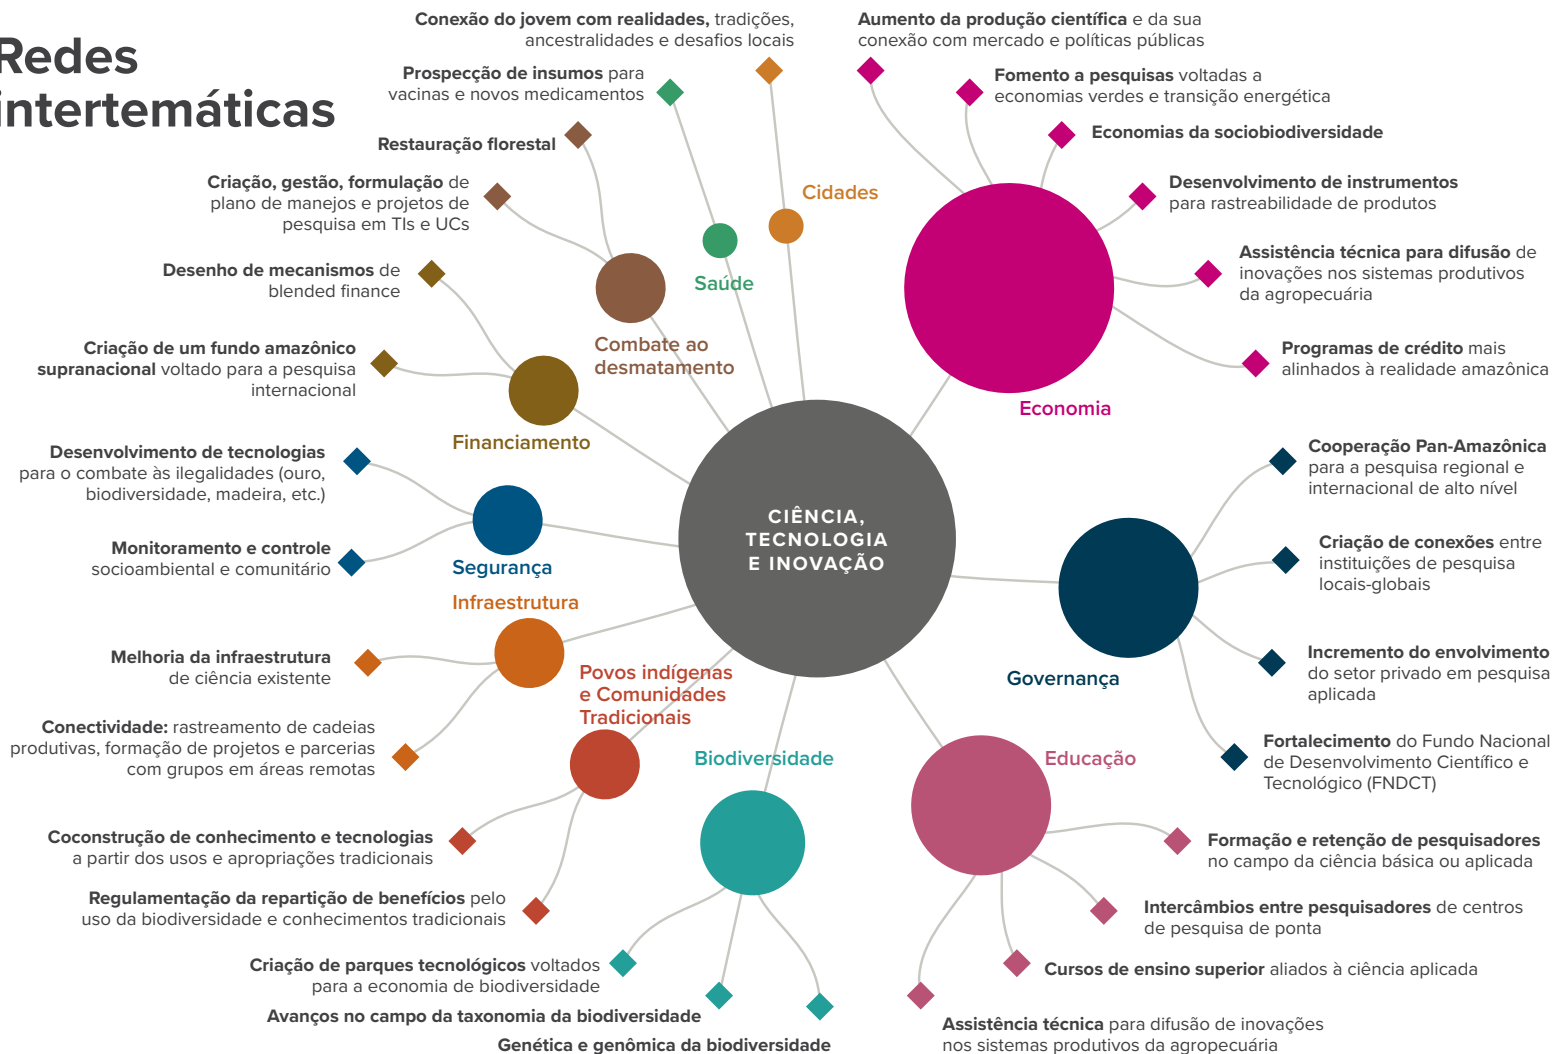 Redes
intertemáticas
Conexão do jovem com realidades, tradições,
ancestralidades e desafios locais
Prospecção de insumos para
vacinas e novos medicamentos
Restauração florestal
Criação, gestão, formulação de
plano de manejos e projetos de
pesquisa em TIs e UCs
Desenho de mecanismos de
blended finance
Criação de um fundo amazônico
supranacional voltado para a pesquisa
internacional
Desenvolvimento de tecnologias
para o combate às ilegalidades (ouro,
biodiversidade, madeira, etc.)
Monitoramento e controle
socioambiental e comunitário
Melhoria da infraestrutura
de ciência existente
Conectividade: rastreamento de cadeias
produtivas, formação de projetos e parcerias
com grupos em áreas remotas
Coconstrução de conhecimento e tecnologias
a partir dos usos e apropriações tradicionais
Regulamentação da repartição de benefícios pelo
uso da biodiversidade e conhecimentos tradicionais
Criação de parques tecnológicos voltados
para a economia de biodiversidade
Avanços no campo da taxonomia da biodiversidade
Genética e genômica da biodiversidade
Cidades
Saúde
Combate ao
desmatamento
Financiamento
Segurança
Infraestrutura
Povos indígenas
e Comunidades
Tradicionais
Biodiversidade
CIÊNCIA,
TECNOLOGIA
E INOVAÇÃO
Economia
Governança
Educação
Aumento da produção científica e da sua
conexão com mercado e políticas públicas
Fomento a pesquisas voltadas a
economias verdes e transição energética
Economias da sociobiodiversidade
Desenvolvimento de instrumentos
para rastreabilidade de produtos
Assistência técnica para difusão de
inovações nos sistemas produtivos
da agropecuária
Programas de crédito mais
alinhados à realidade amazônica
Cooperação Pan-Amazônica
para a pesquisa regional e
internacional de alto nível
Criação de conexões entre
instituições de pesquisa
locais-globais
Incremento do envolvimento
do setor privado em pesquisa
aplicada
Fortalecimento do Fundo Nacional
de Desenvolvimento Científico e
Tecnológico (FNDCT)
Formação e retenção de pesquisadores
no campo da ciência básica ou aplicada
Intercâmbios entre pesquisadores de centros
de pesquisa de ponta
Cursos de ensino superior aliados à ciência aplicada
Assistência técnica para difusão de inovações
nos sistemas produtivos da agropecuária